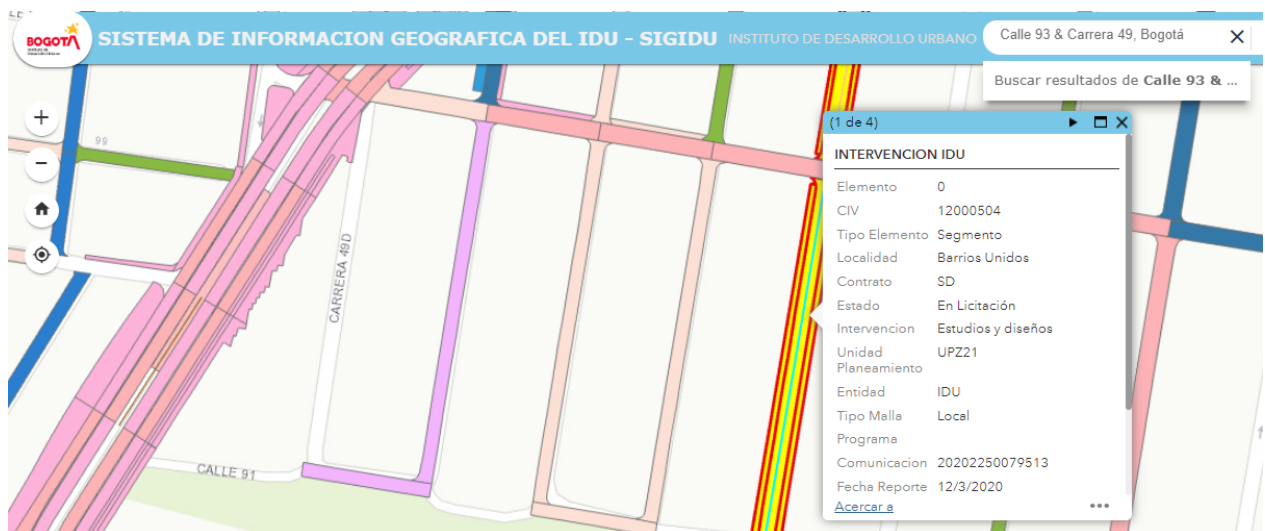 BOGOTÁ
SISTEMA DE INFORMACION GEOGRAFICA DEL IDU - SIGIDU
INSTITUTO DE DESARROLLO URBANO
Calle 93 & Carrera 49, Bogotá
Buscar resultados de Calle 93 & ...
99
CARRERA 49D
CALLE 91
(1 de 4)
INTERVENCION IDU
Elemento 0
CIV 12000504
Tipo Elemento Segmento
Localidad Barrios Unidos
Contrato SD
Estado En Licitación
Intervencion Estudios y diseños
Unidad Planeamiento UPZ21
Entidad IDU
Tipo Malla Local
Programa
Comunicacion 20202250079513
Fecha Reporte 12/3/2020
Acercar a